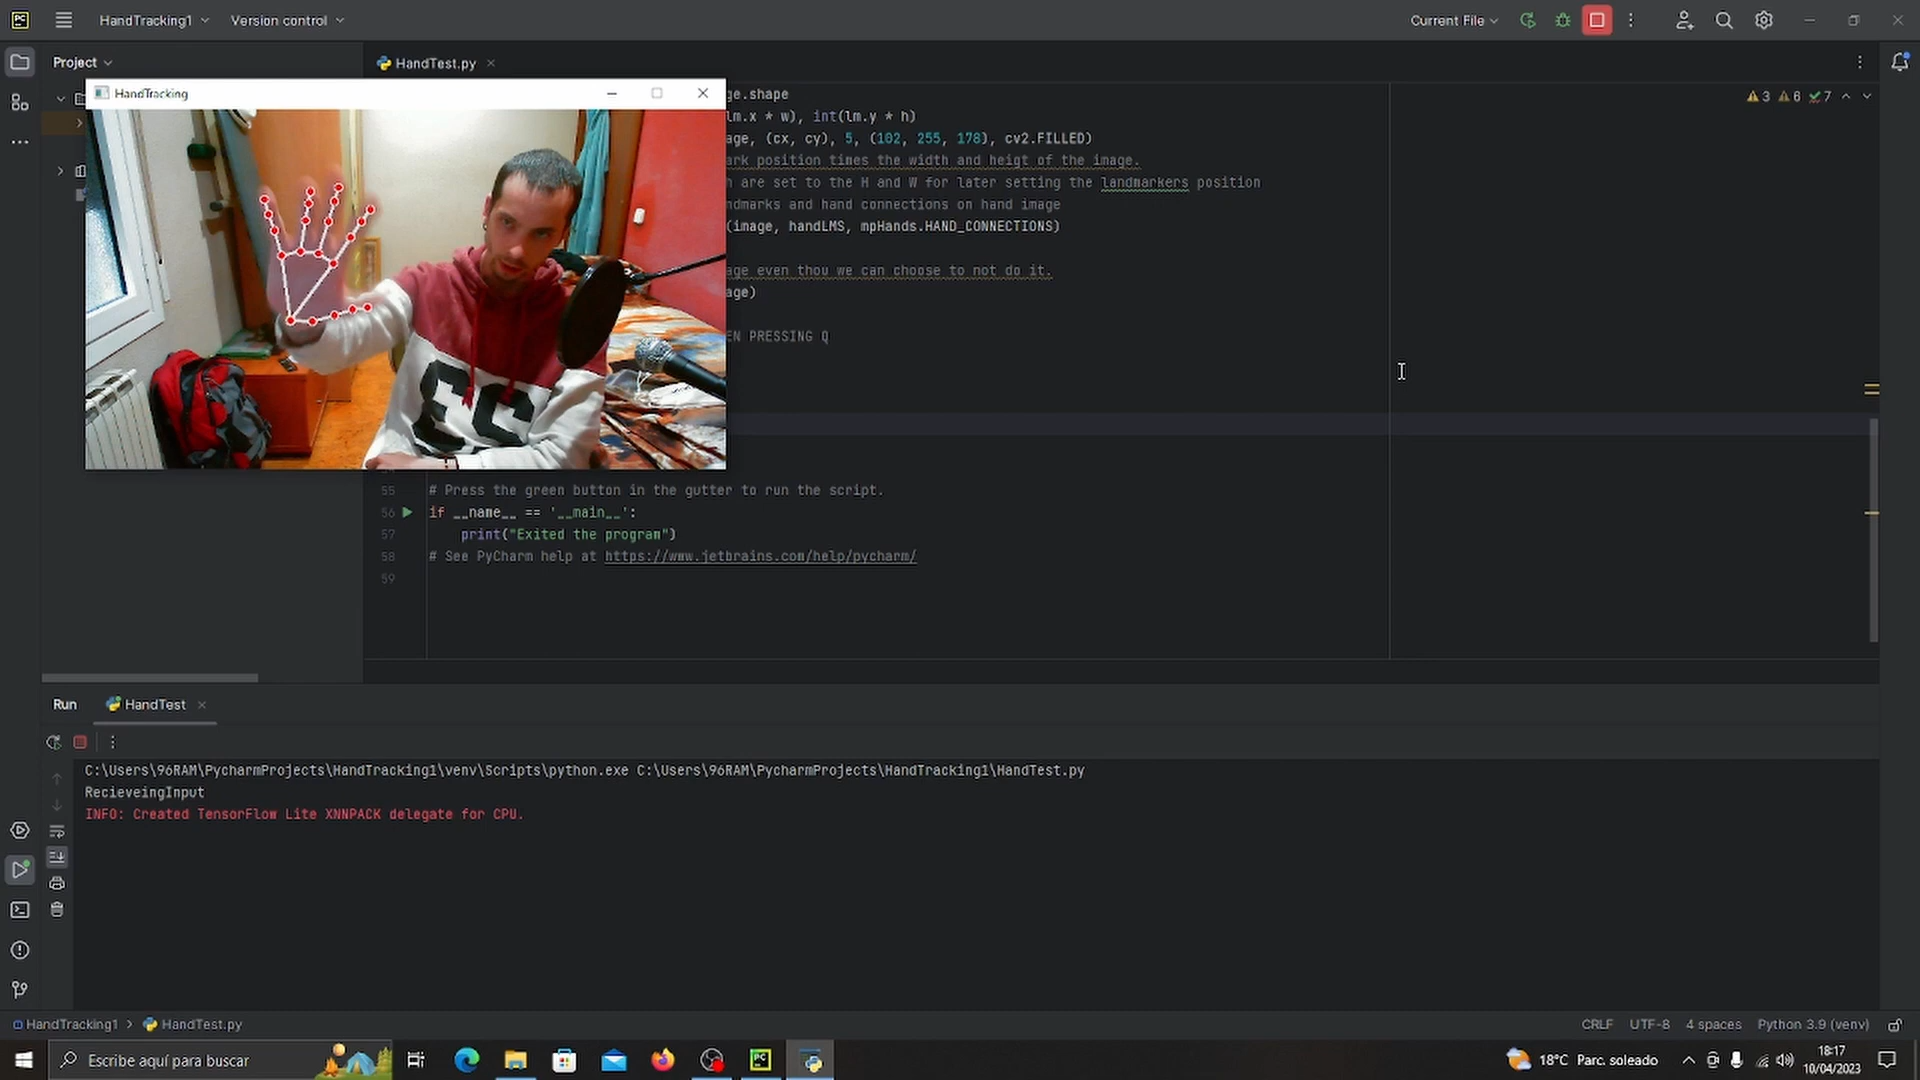 HandTracking1
Version control
Current File
Project
HandTest.py
HandTracking
ge.shape
3 6 7
lm.x * w), int(lm.y * h)
age, (cx, cy), 5, (102, 255, 178), cv2.FILLED)
ark position times the width and heigt of the image.
h are set to the H and W for later setting the landmarkers position
ndmarks and hand connections on hand image
(image, handLMS, mpHands.HAND_CONNECTIONS)
age even thou we can choose to not do it.
age)
EN PRESSING Q
55 # Press the green button in the gutter to run the script.
56 if __name__ == '__main__':
57 print("Exited the program")
58 # See PyCharm help at https://www.jetbrains.com/help/pycharm/
59
Run HandTest
C:\Users\96RAM\PycharmProjects\HandTracking1\venv\Scripts\python.exe C:\Users\96RAM\PycharmProjects\HandTracking1\HandTest.py
RecieveingInput
INFO: Created TensorFlow Lite XNNPACK delegate for CPU.
HandTracking1 > HandTest.py
CRLF UTF-8 4 spaces Python 3.9 (venv)
Escribe aquí para buscar
18°C Parc. soleado
18:17
10/04/2023